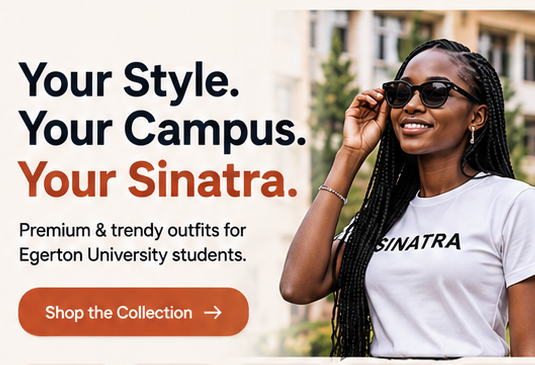 Your Style.
Your Campus.
Your Sinatra.
Premium & trendy outfits for
Egerton University students.
Shop the Collection →
SINATRA